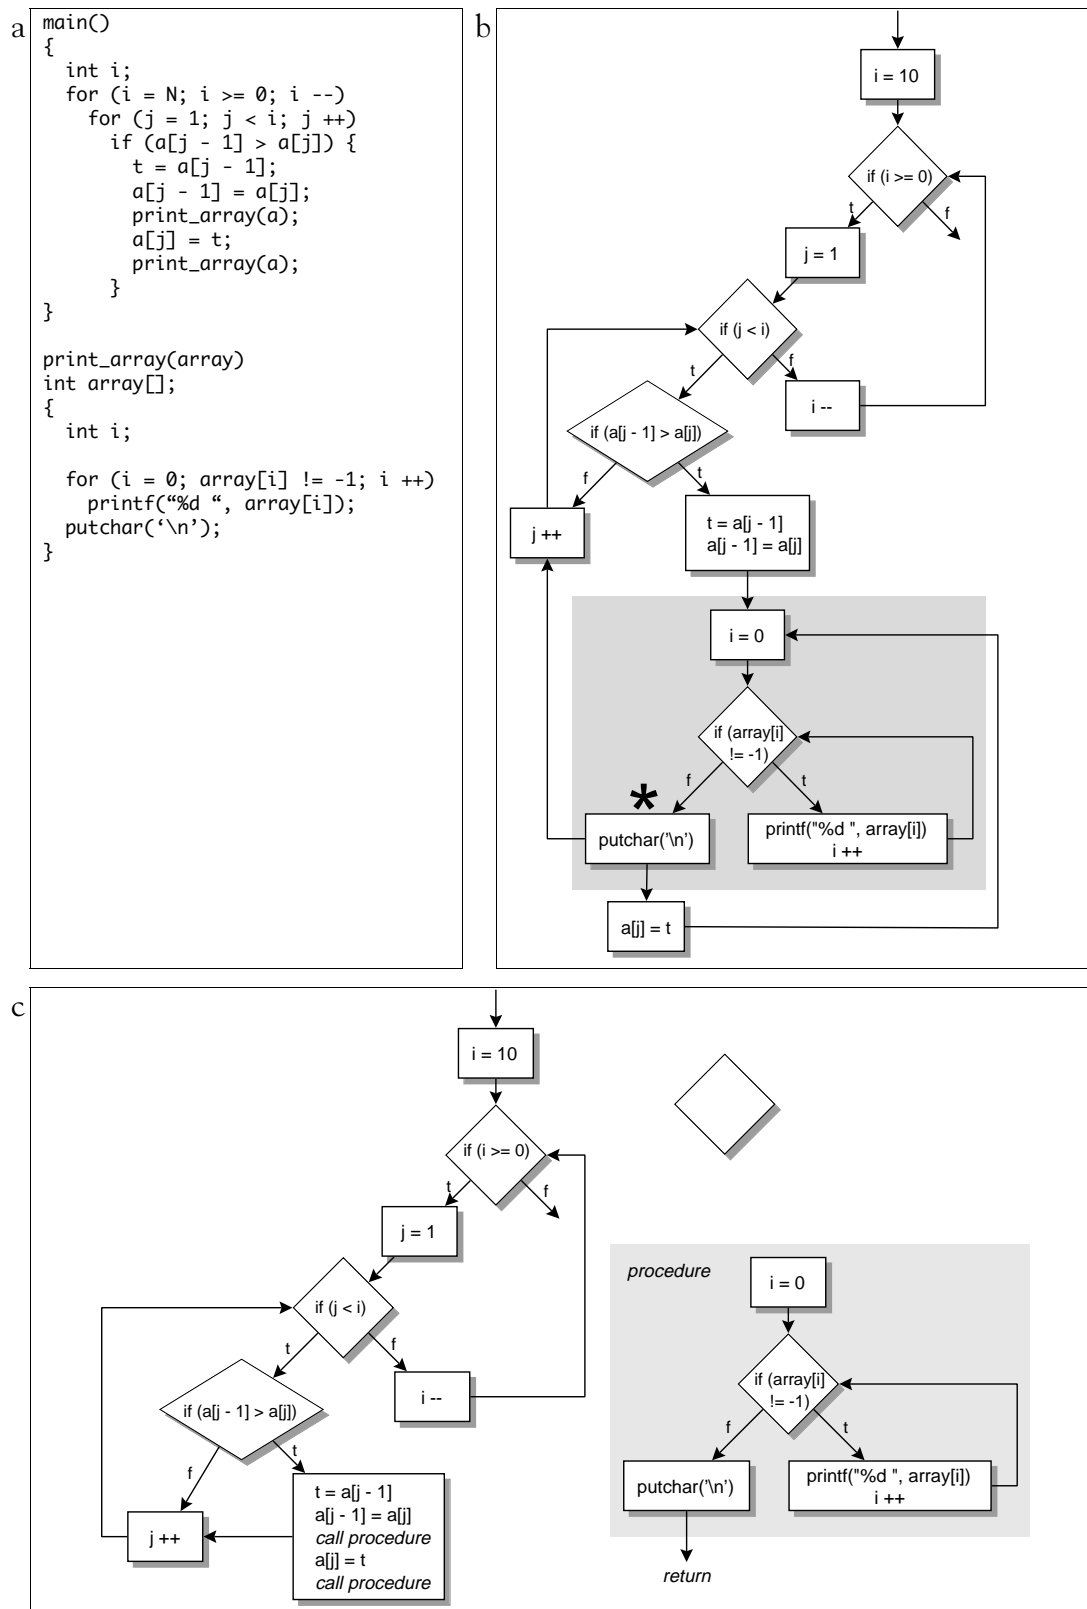 a
main()
{
  int i;
  for (i = N; i >= 0; i --)
    for (j = 1; j < i; j ++)
      if (a[j - 1] > a[j]) {
        t = a[j - 1];
        a[j - 1] = a[j];
        print_array(a);
        a[j] = t;
        print_array(a);
      }
}

print_array(array)
int array[];
{
  int i;

  for (i = 0; array[i] != -1; i ++)
    printf(“%d “, array[i]);
  putchar(‘\n’);
}
b
i = 10
if (i >= 0)
t
f
j = 1
if (j < i)
t
f
i --
if (a[j - 1] > a[j])
f
t
j ++
t = a[j - 1]
a[j - 1] = a[j]
i = 0
if (array[i]
!= -1)
f
t
*
putchar('\n')
printf("%d ", array[i])
i ++
a[j] = t
c
i = 10
if (i >= 0)
t
f
j = 1
if (j < i)
t
f
i --
if (a[j - 1] > a[j])
f
t
j ++
t = a[j - 1]
a[j - 1] = a[j]
call procedure
a[j] = t
call procedure
procedure
i = 0
if (array[i]
!= -1)
f
t
putchar('\n')
printf("%d ", array[i])
i ++
return